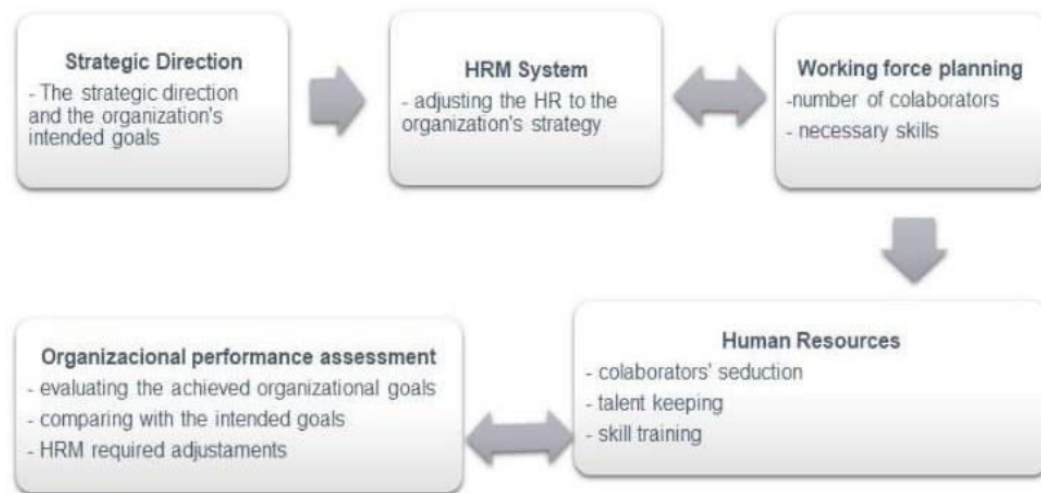 Strategic Direction
- The strategic direction
and the organization's
intended goals
HRM System
- adjusting the HR to the
organization's strategy
Working force planning
-number of colaborators
- necessary skills
Organizacional performance assessment
- evaluating the achieved organizational goals
- comparing with the intended goals
- HRM required adjustaments
Human Resources
- colaborators' seduction
- talent keeping
- skill training